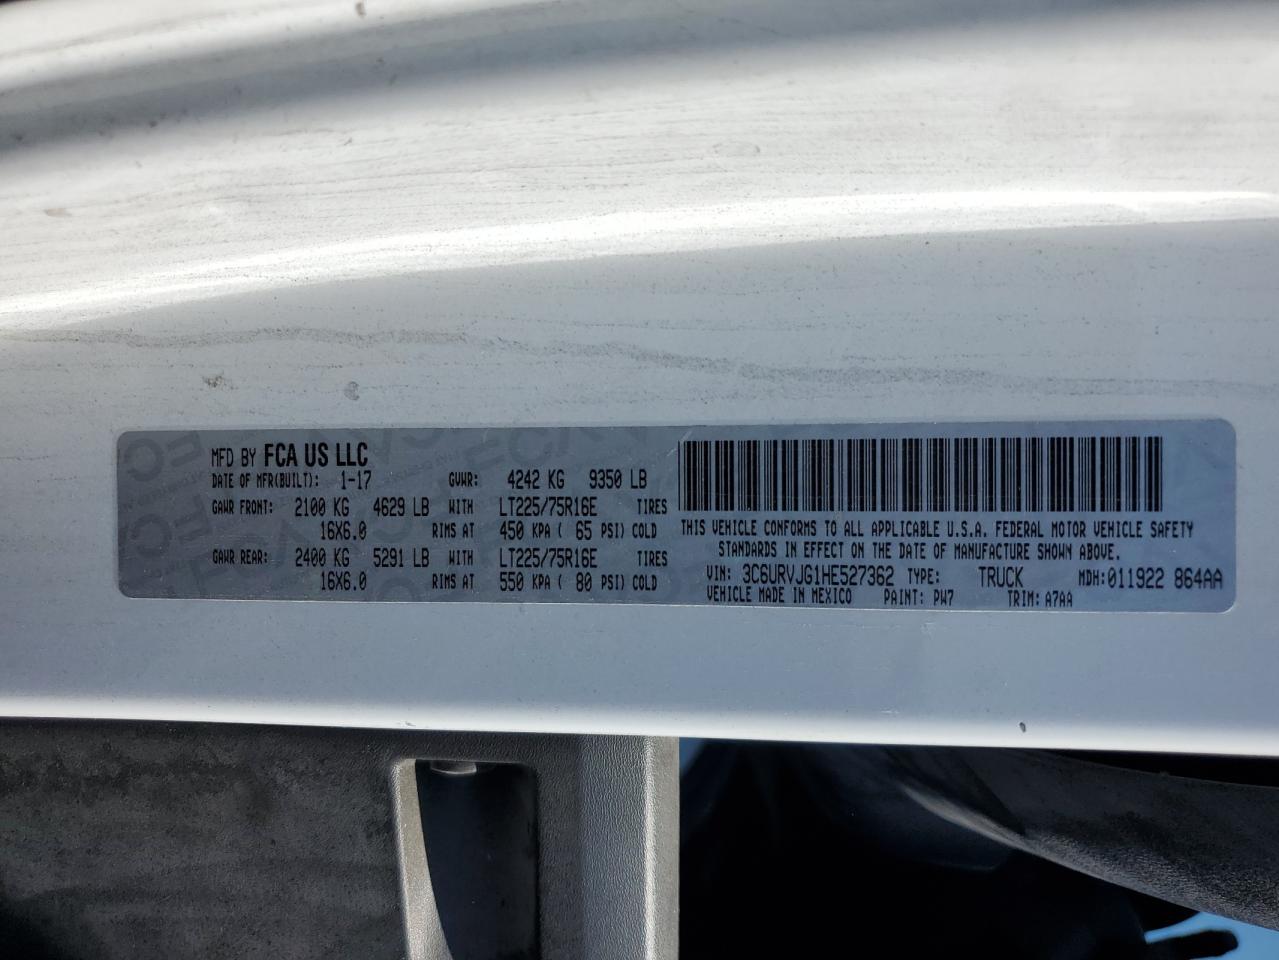 MFD BY FCA US LLC
DATE OF MFR(BUILT): 1-17 GVWR: 4242 KG 9350 LB
GAWR FRONT: 2100 KG 4629 LB WITH LT225/75R16E TIRES
16X6.0 RIMS AT 450 KPA ( 65 PSI) COLD
GAWR REAR: 2400 KG 5291 LB WITH LT225/75R16E TIRES
16X6.0 RIMS AT 550 KPA ( 80 PSI) COLD
THIS VEHICLE CONFORMS TO ALL APPLICABLE U.S.A. FEDERAL MOTOR VEHICLE SAFETY
STANDARDS IN EFFECT ON THE DATE OF MANUFACTURE SHOWN ABOVE.
VIN: 3C6URVJG1HE527362 TYPE: TRUCK MDH:011922 864AA
VEHICLE MADE IN MEXICO PAINT: PW7 TRIM: A7AA